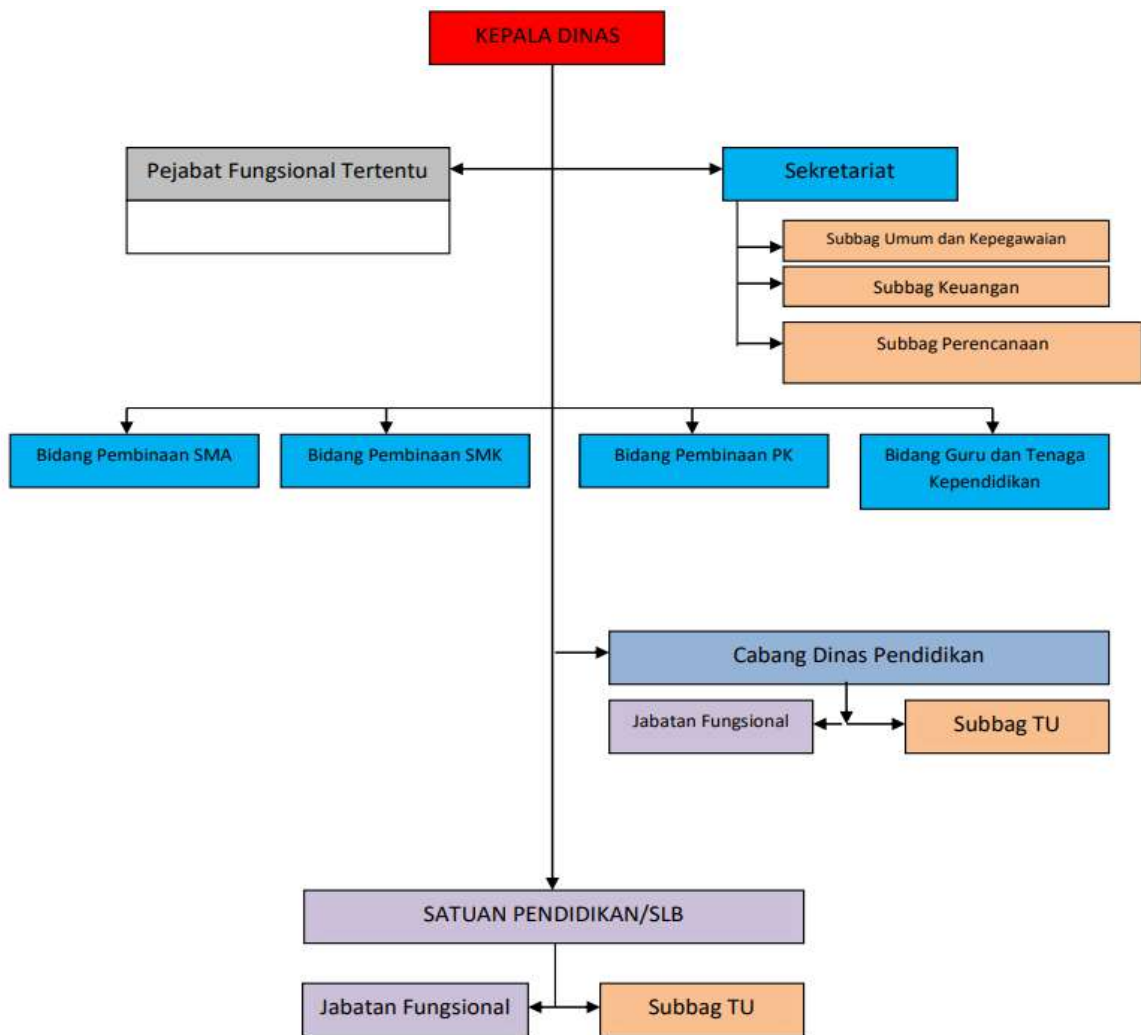 KEPALA DINAS
Pejabat Fungsional Tertentu
Sekretariat
Subbag Umum dan Kepegawaian
Subbag Keuangan
Subbag Perencanaan
Bidang Pembinaan SMA
Bidang Pembinaan SMK
Bidang Pembinaan PK
Bidang Guru dan Tenaga
Kependidikan
Cabang Dinas Pendidikan
Jabatan Fungsional
Subbag TU
SATUAN PENDIDIKAN/SLB
Jabatan Fungsional
Subbag TU